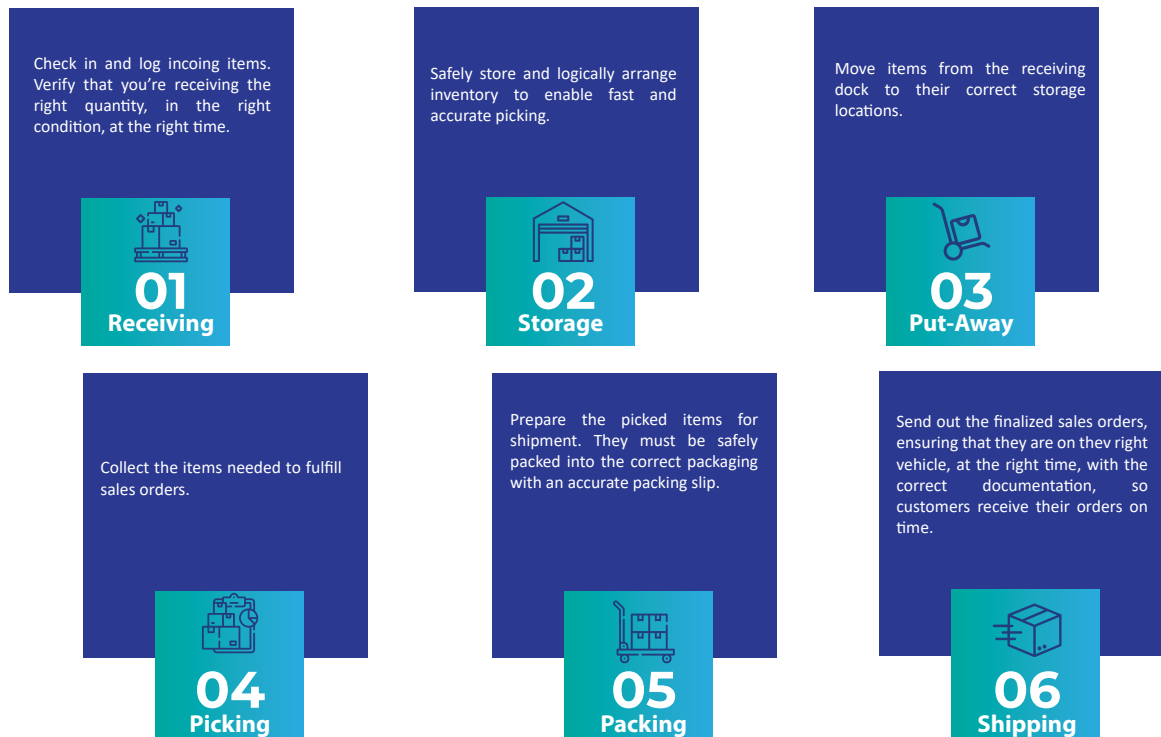 Check in and log incoing items.
Verify that you're receiving the
right quantity, in the right
condition, at the right time.
01
Receiving
Safely store and logically arrange
inventory to enable fast and
accurate picking.
02
Storage
Move items from the receiving
dock to their correct storage
locations.
03
Put-Away
Collect the items needed to fulfill
sales orders.
04
Picking
Prepare the picked items for
shipment. They must be safely
packed into the correct packaging
with an accurate packing slip.
05
Packing
Send out the finalized sales orders,
ensuring that they are on thev right
vehicle, at the right time, with the
correct documentation, so
customers receive their orders on
time.
06
Shipping